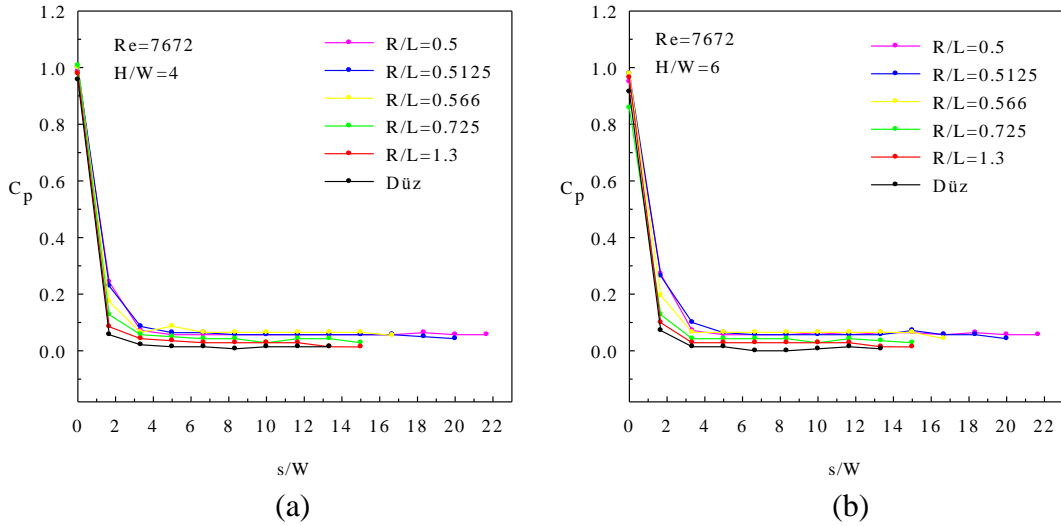 1.2
1.0
0.8
0.6
0.4
0.2
0.0
C_p
Re=7672
H/W=4
R/L=0.5
R/L=0.5125
R/L=0.566
R/L=0.725
R/L=1.3
Düz
0 2 4 6 8 10 12 14 16 18 20 22
s/W
(a)
1.2
1.0
0.8
0.6
0.4
0.2
0.0
C_p
Re=7672
H/W=6
R/L=0.5
R/L=0.5125
R/L=0.566
R/L=0.725
R/L=1.3
Düz
0 2 4 6 8 10 12 14 16 18 20 22
s/W
(b)